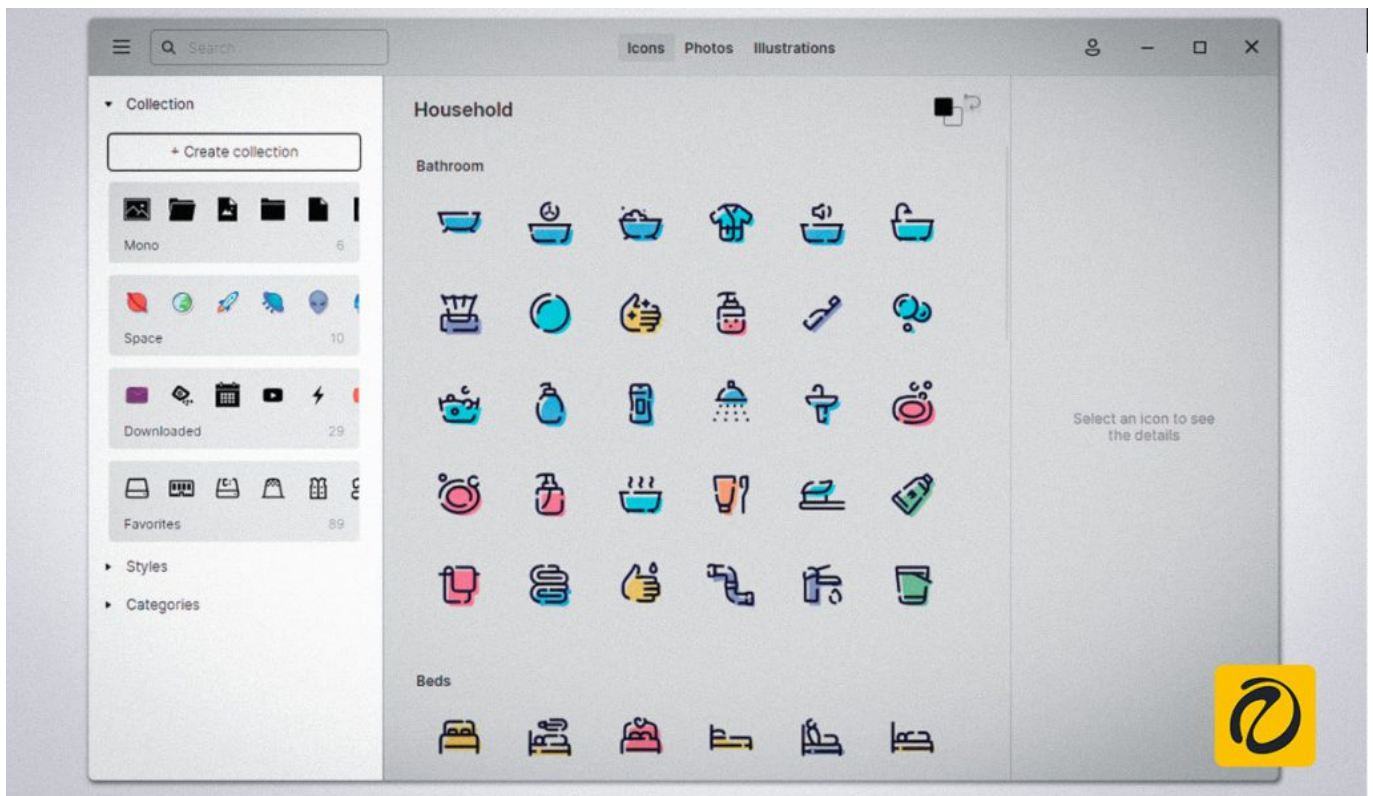 Search
Icons Photos Illustrations
Collection
+ Create collection
Mono 6
Space 10
Downloaded 29
Favorites 89
Styles
Categories
Household
Bathroom
Beds
Select an icon to see
the details